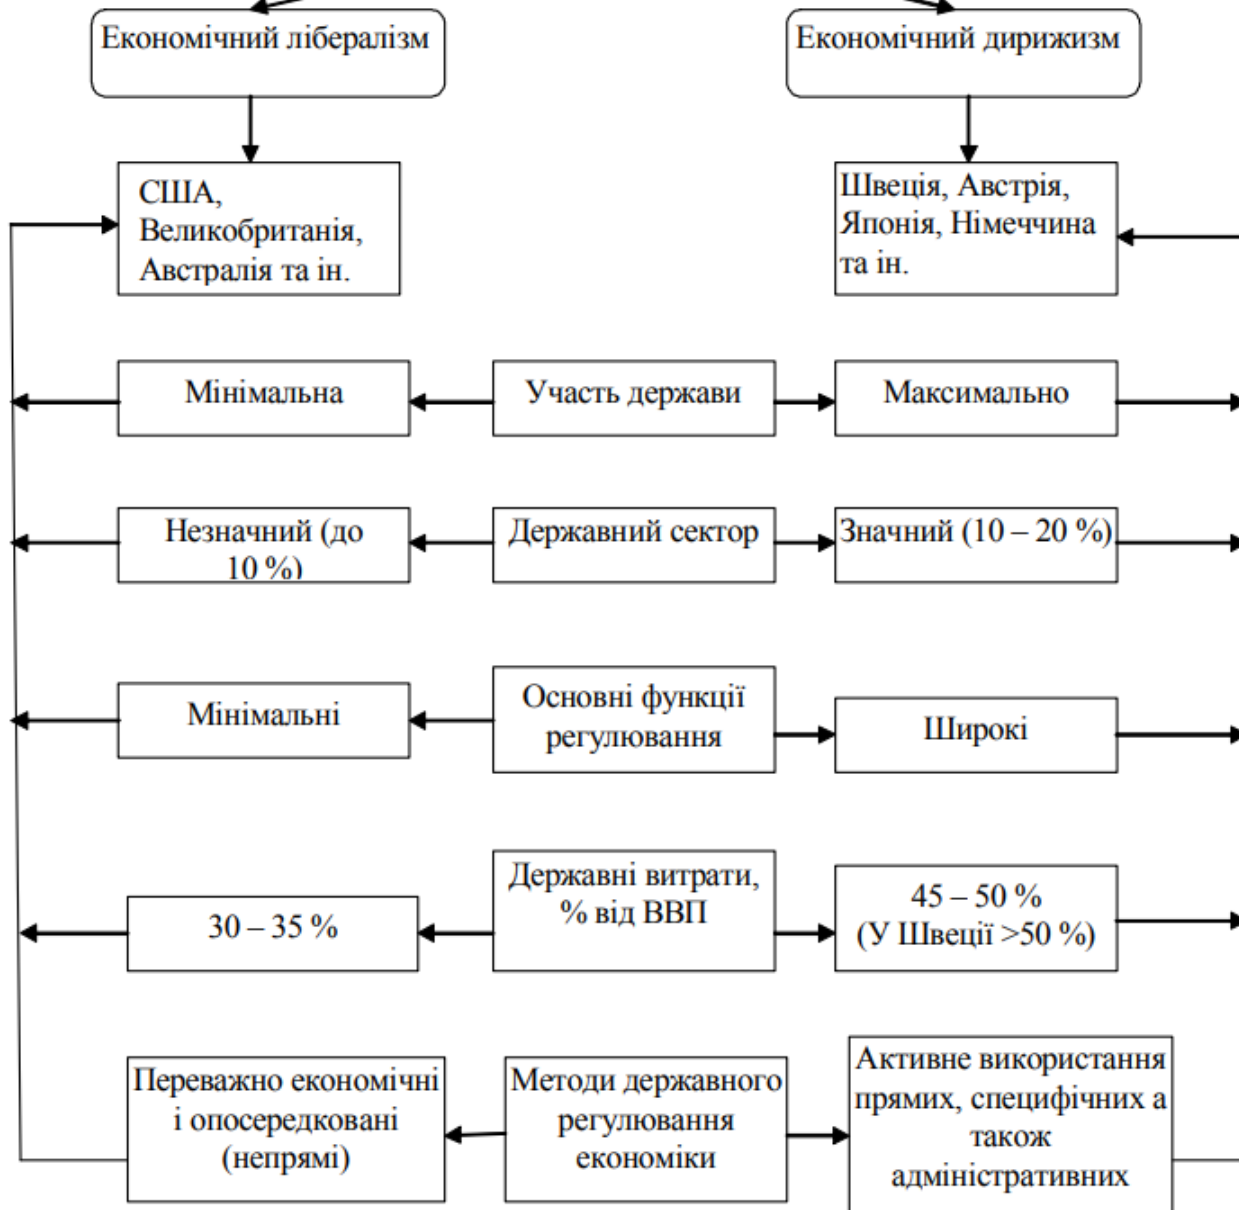 Економічний лібералізм
Економічний дирижизм
США,
Великобританія,
Австралія та ін.
Швеція, Австрія,
Японія, Німеччина
та ін.
Мінімальна
Участь держави
Максимально
Незначний (до
10 %)
Державний сектор
Значний (10 – 20 %)
Мінімальні
Основні функції
регулювання
Широкі
30 – 35 %
Державні витрати,
% від ВВП
45 – 50 %
(У Швеції >50 %)
Переважно економічні
і опосередковані
(непрямі)
Методи державного
регулювання
економіки
Активне використання
прямих, специфічних а
також
адміністративних